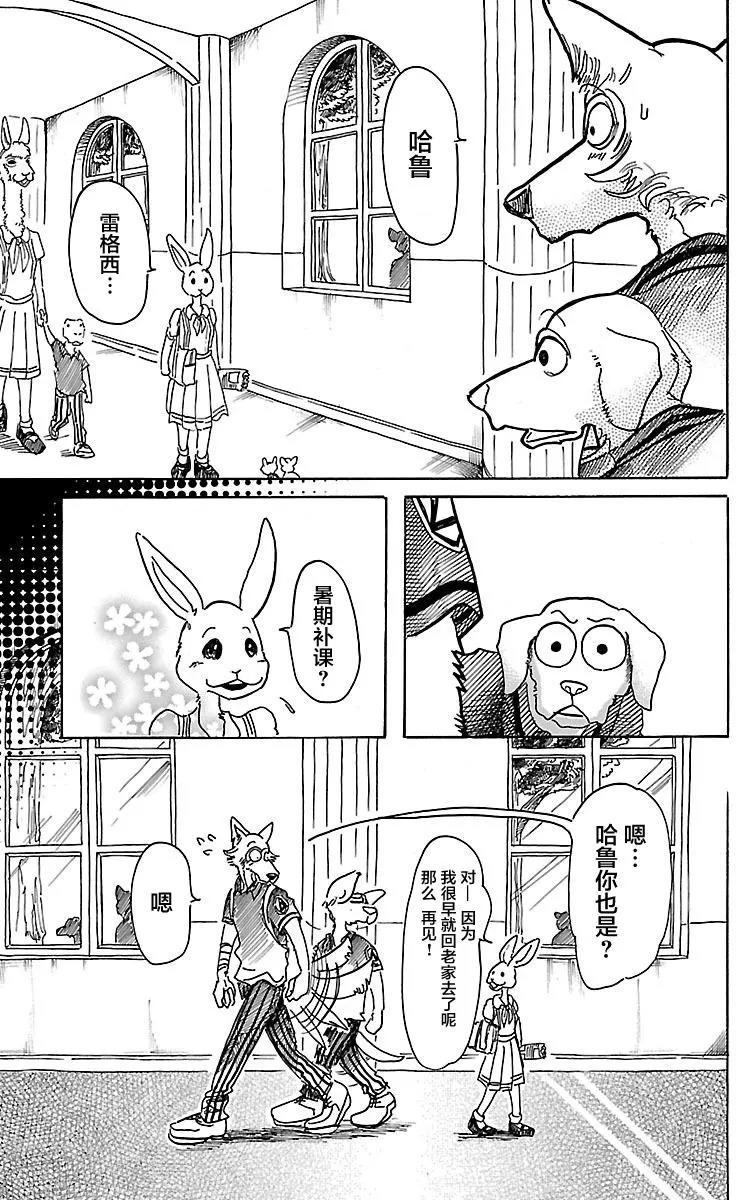 哈鲁
雷格西…
暑期补课?
嗯…
哈鲁你也是?
对— 因为
我很早就回老家去了呢
那么 再见!
嗯